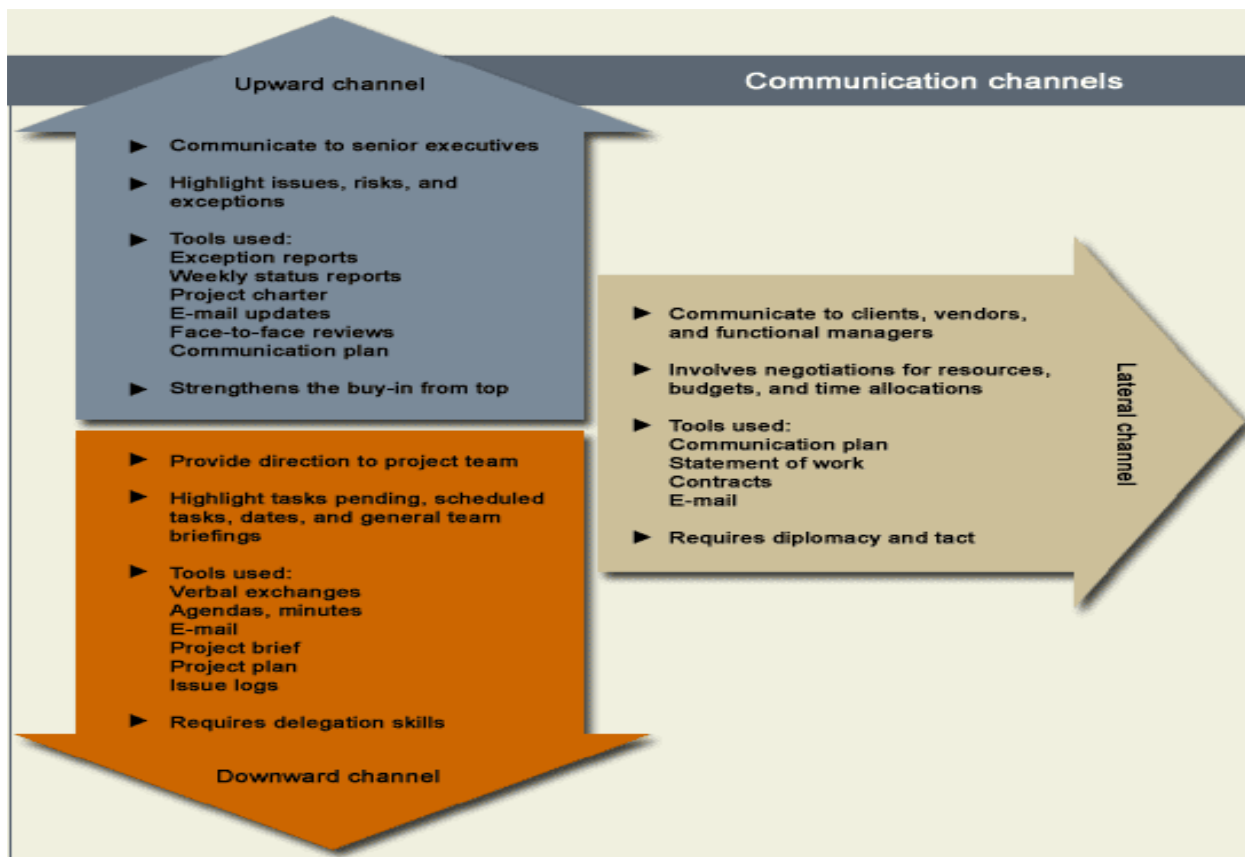 Communication channels
Upward channel
► Communicate to senior executives
► Highlight issues, risks, and
exceptions
► Tools used:
Exception reports
Weekly status reports
Project charter
E-mail updates
Face-to-face reviews
Communication plan
► Strengthens the buy-in from top
► Communicate to clients, vendors,
and functional managers
► Involves negotiations for resources,
budgets, and time allocations
► Tools used:
Communication plan
Statement of work
Contracts
E-mail
► Requires diplomacy and tact
Lateral channel
► Provide direction to project team
► Highlight tasks pending, scheduled
tasks, dates, and general team
briefings
► Tools used:
Verbal exchanges
Agendas, minutes
E-mail
Project brief
Project plan
Issue logs
► Requires delegation skills
Downward channel